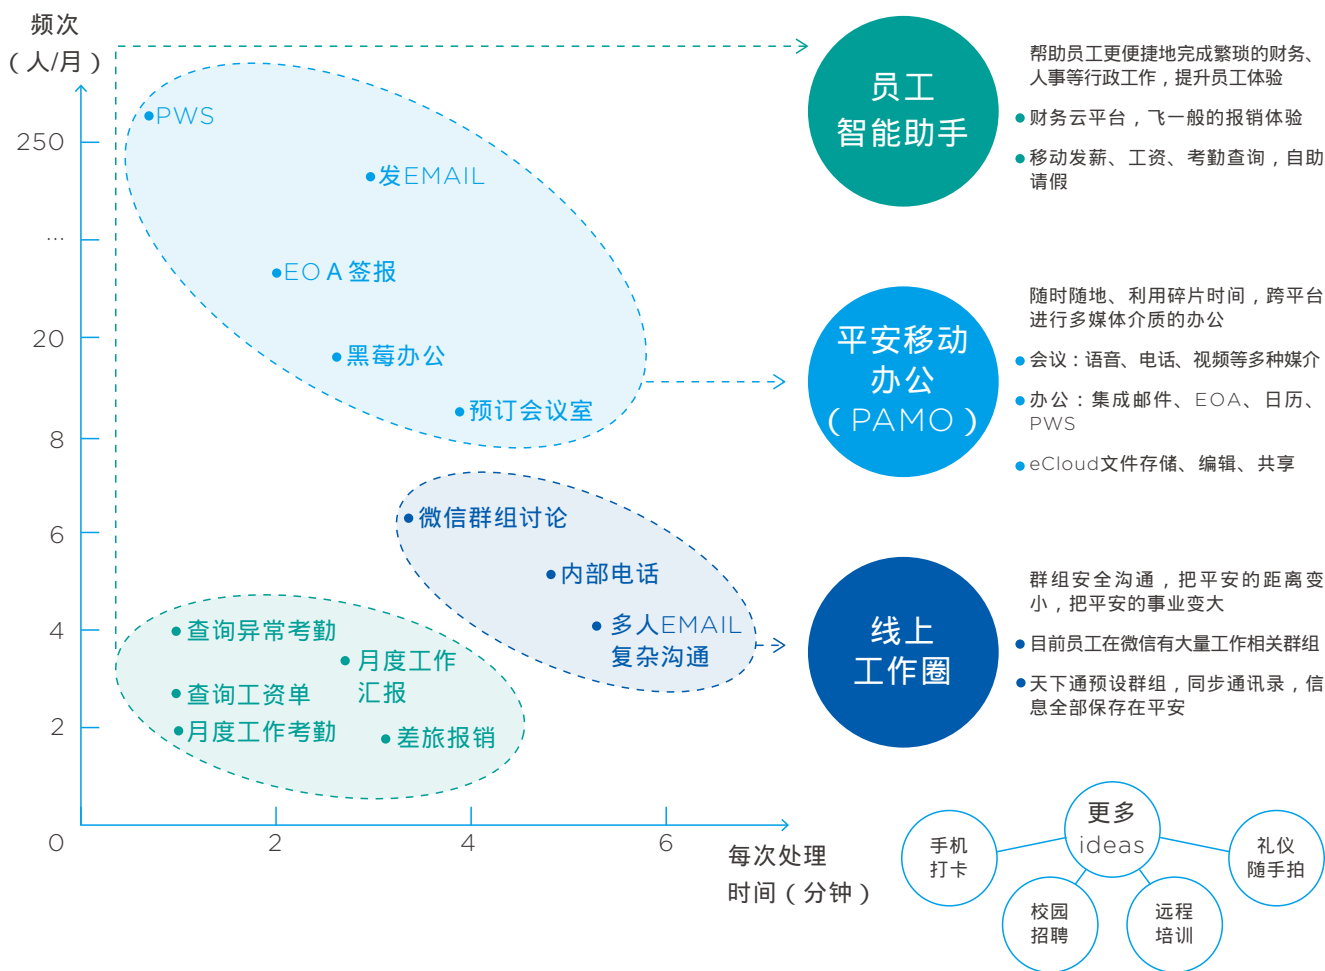 频次
（人/月）
250
...
20
8
6
4
2
0
2
4
6
每次处理
时间（分钟）
PWS
发EMAIL
EOA签报
黑莓办公
预订会议室
微信群组讨论
内部电话
多人EMAIL
复杂沟通
查询异常考勤
月度工作
汇报
查询工资单
月度工作考勤
差旅报销
员工
智能助手
帮助员工更便捷地完成繁琐的财务、
人事等行政工作，提升员工体验
财务云平台，飞一般的报销体验
移动发薪、工资、考勤查询，自助
请假
平安移动
办公
（PAMO）
随时随地、利用碎片时间，跨平台
进行多媒体介质的办公
会议：语音、电话、视频等多种媒介
办公：集成邮件、EOA、日历、
PWS
eCloud文件存储、编辑、共享
线上
工作圈
群组安全沟通，把平安的距离变
小，把平安的事业变大
目前员工在微信有大量工作相关群组
天下通预设群组，同步通讯录，信
息全部保存在平安
更多
ideas
手机
打卡
校园
招聘
远程
培训
礼仪
随手拍